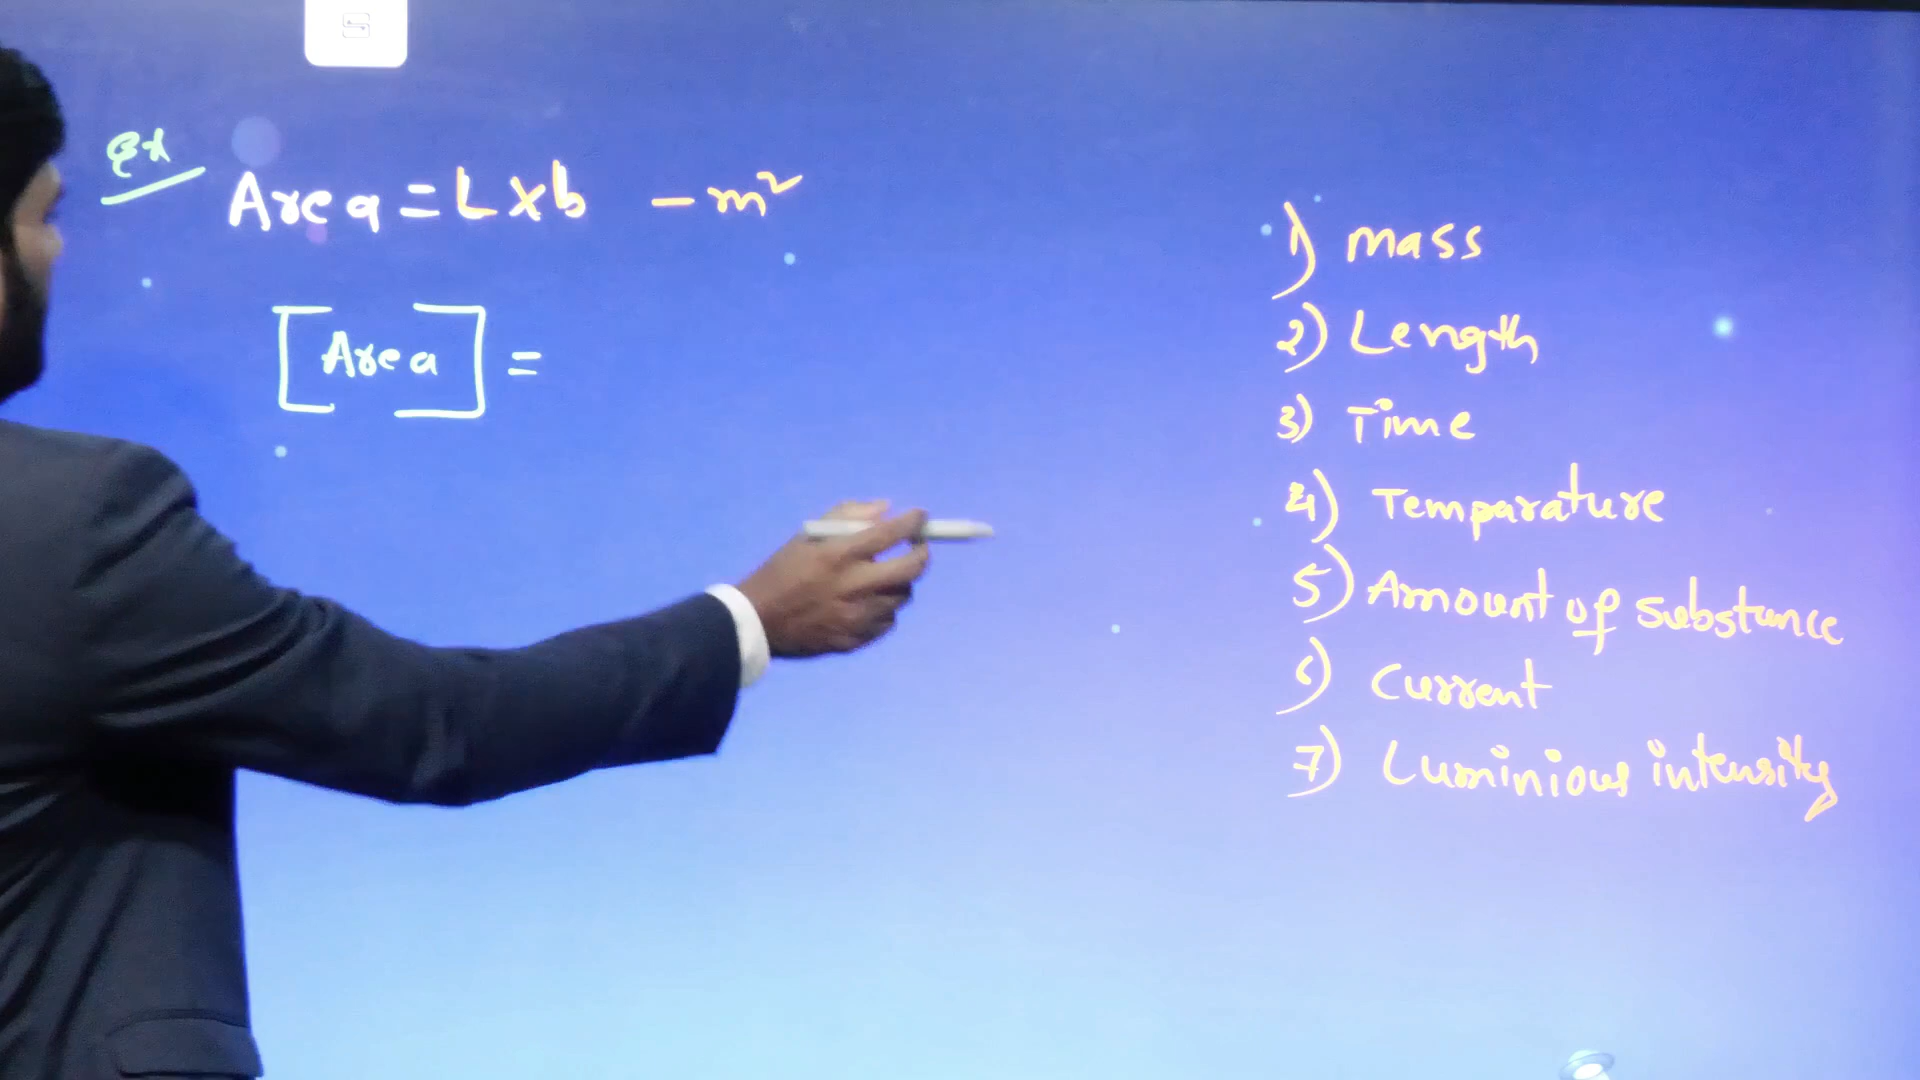 ex
Area = L x b - m²
[Area] =
1) mass
2) Length
3) Time
4) Temparature
5) Amount of substance
6) Current
7) Luminious intensity